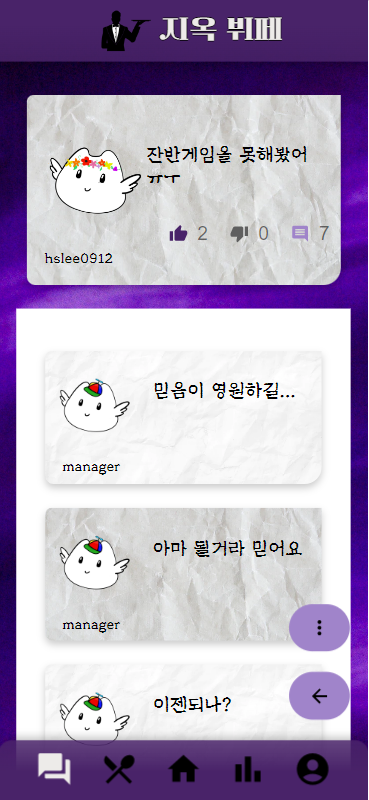 지옥 뷔페
잔반게임을 못해봤어
ㅠㅜ
2 0 7
hslee0912
믿음이 영원하길...
manager
아마 될거라 믿어요
manager
이젠되나?